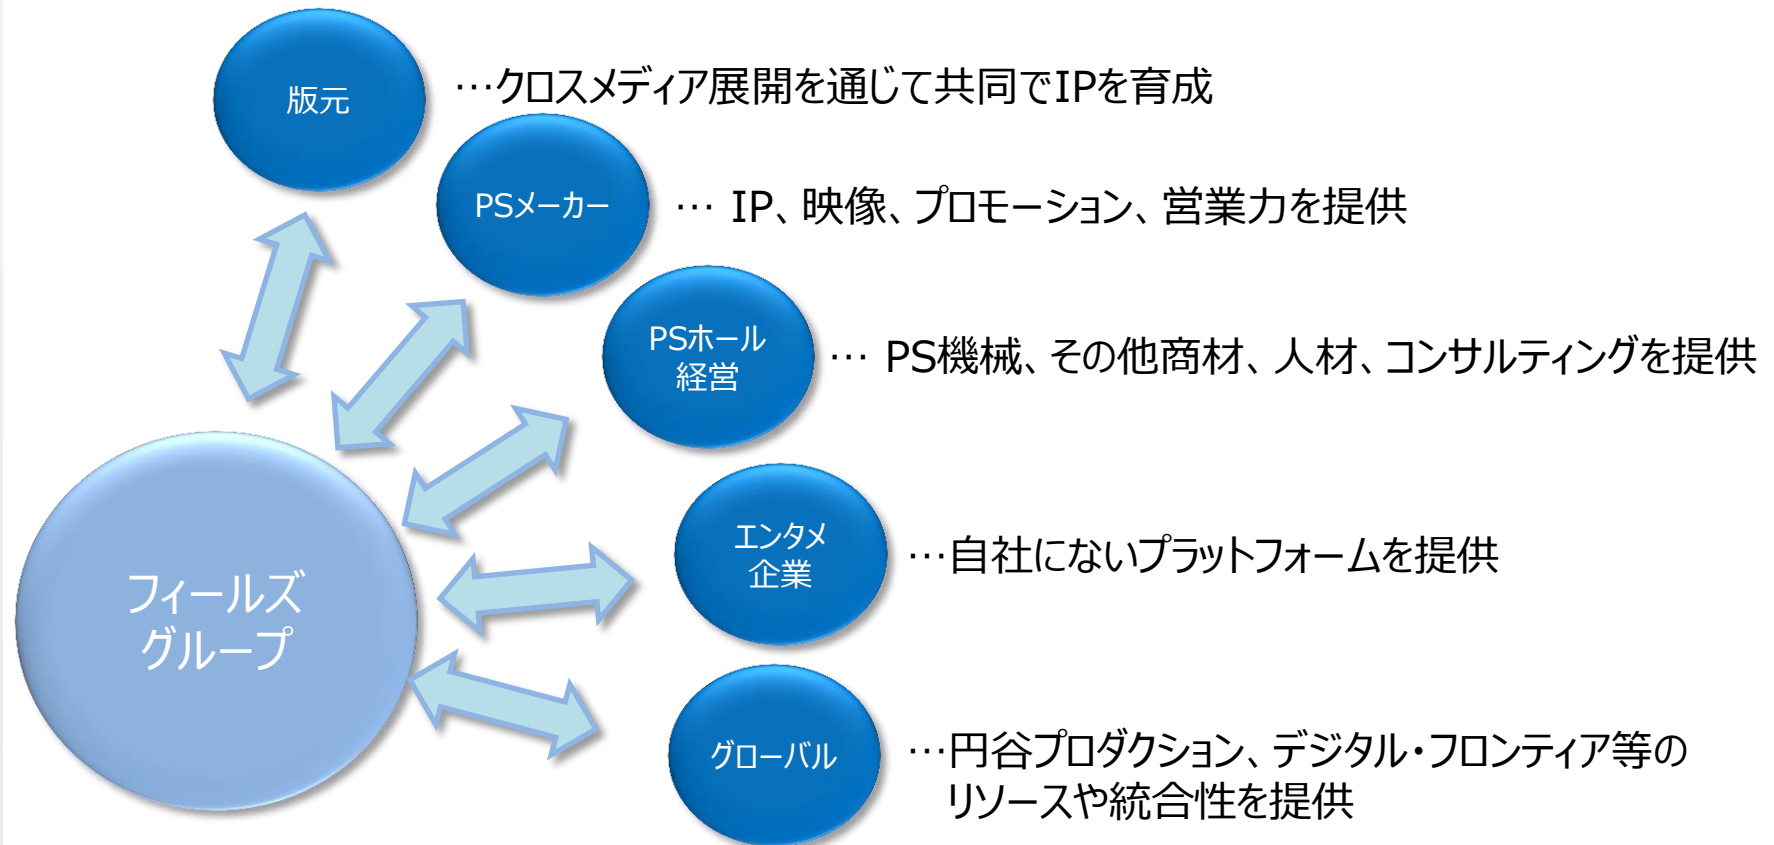 版元
…クロスメディア展開を通じて共同でIPを育成
PSメーカー
… IP、映像、プロモーション、営業力を提供
PSホール
経営
… PS機械、その他商材、人材、コンサルティングを提供
エンタメ
企業
…自社にないプラットフォームを提供
フィールズ
グループ
グローバル
…円谷プロダクション、デジタル・フロンティア等の
リソースや統合性を提供